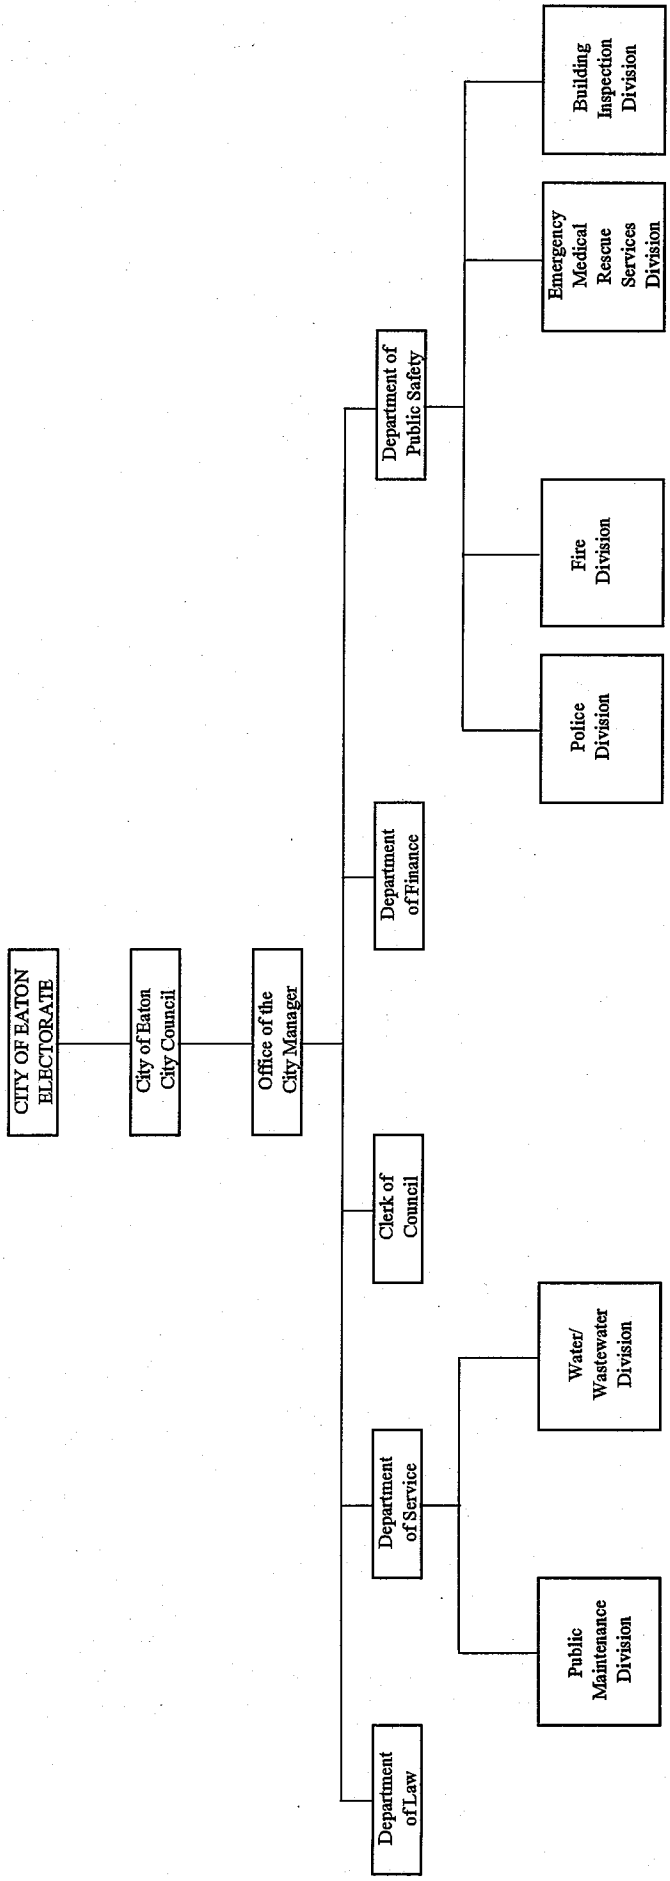 CITY OF EATON
ELECTORATE
City of Eaton
City Council
Office of the
City Manager
Department
of Law
Department
of Service
Clerk of
Council
Department
of Finance
Department of
Public Safety
Public
Maintenance
Division
Water/
Wastewater
Division
Police
Division
Fire
Division
Emergency
Medical
Rescue
Services
Division
Building
Inspection
Division